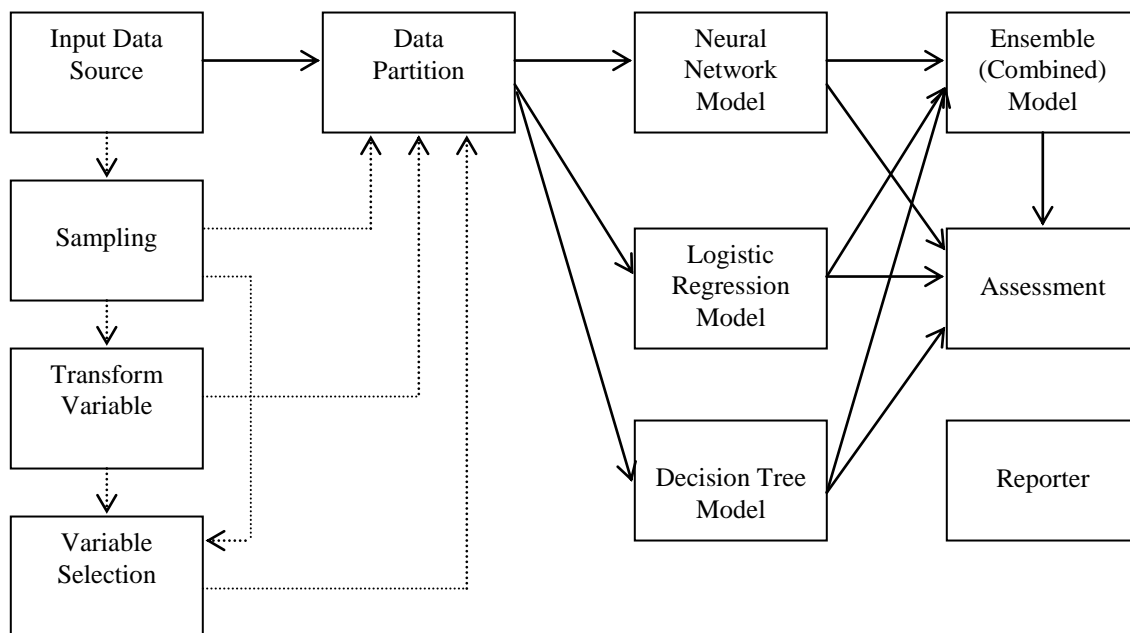 Input Data
Source
Data
Partition
Neural
Network
Model
Ensemble
(Combined)
Model
Sampling
Logistic
Regression
Model
Assessment
Transform
Variable
Decision Tree
Model
Reporter
Variable
Selection